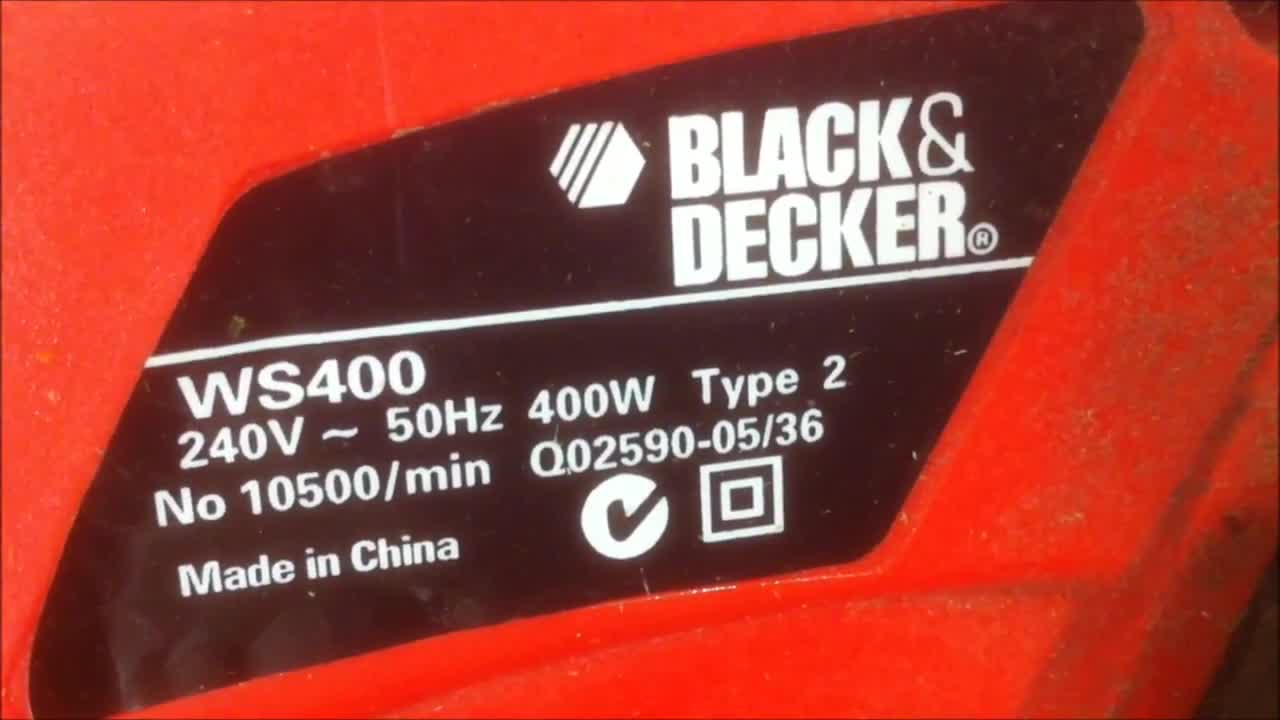 BLACK&
DECKER®
WS400
240V ~ 50Hz 400W Type 2
No 10500/min Q02590-05/36
Made in China